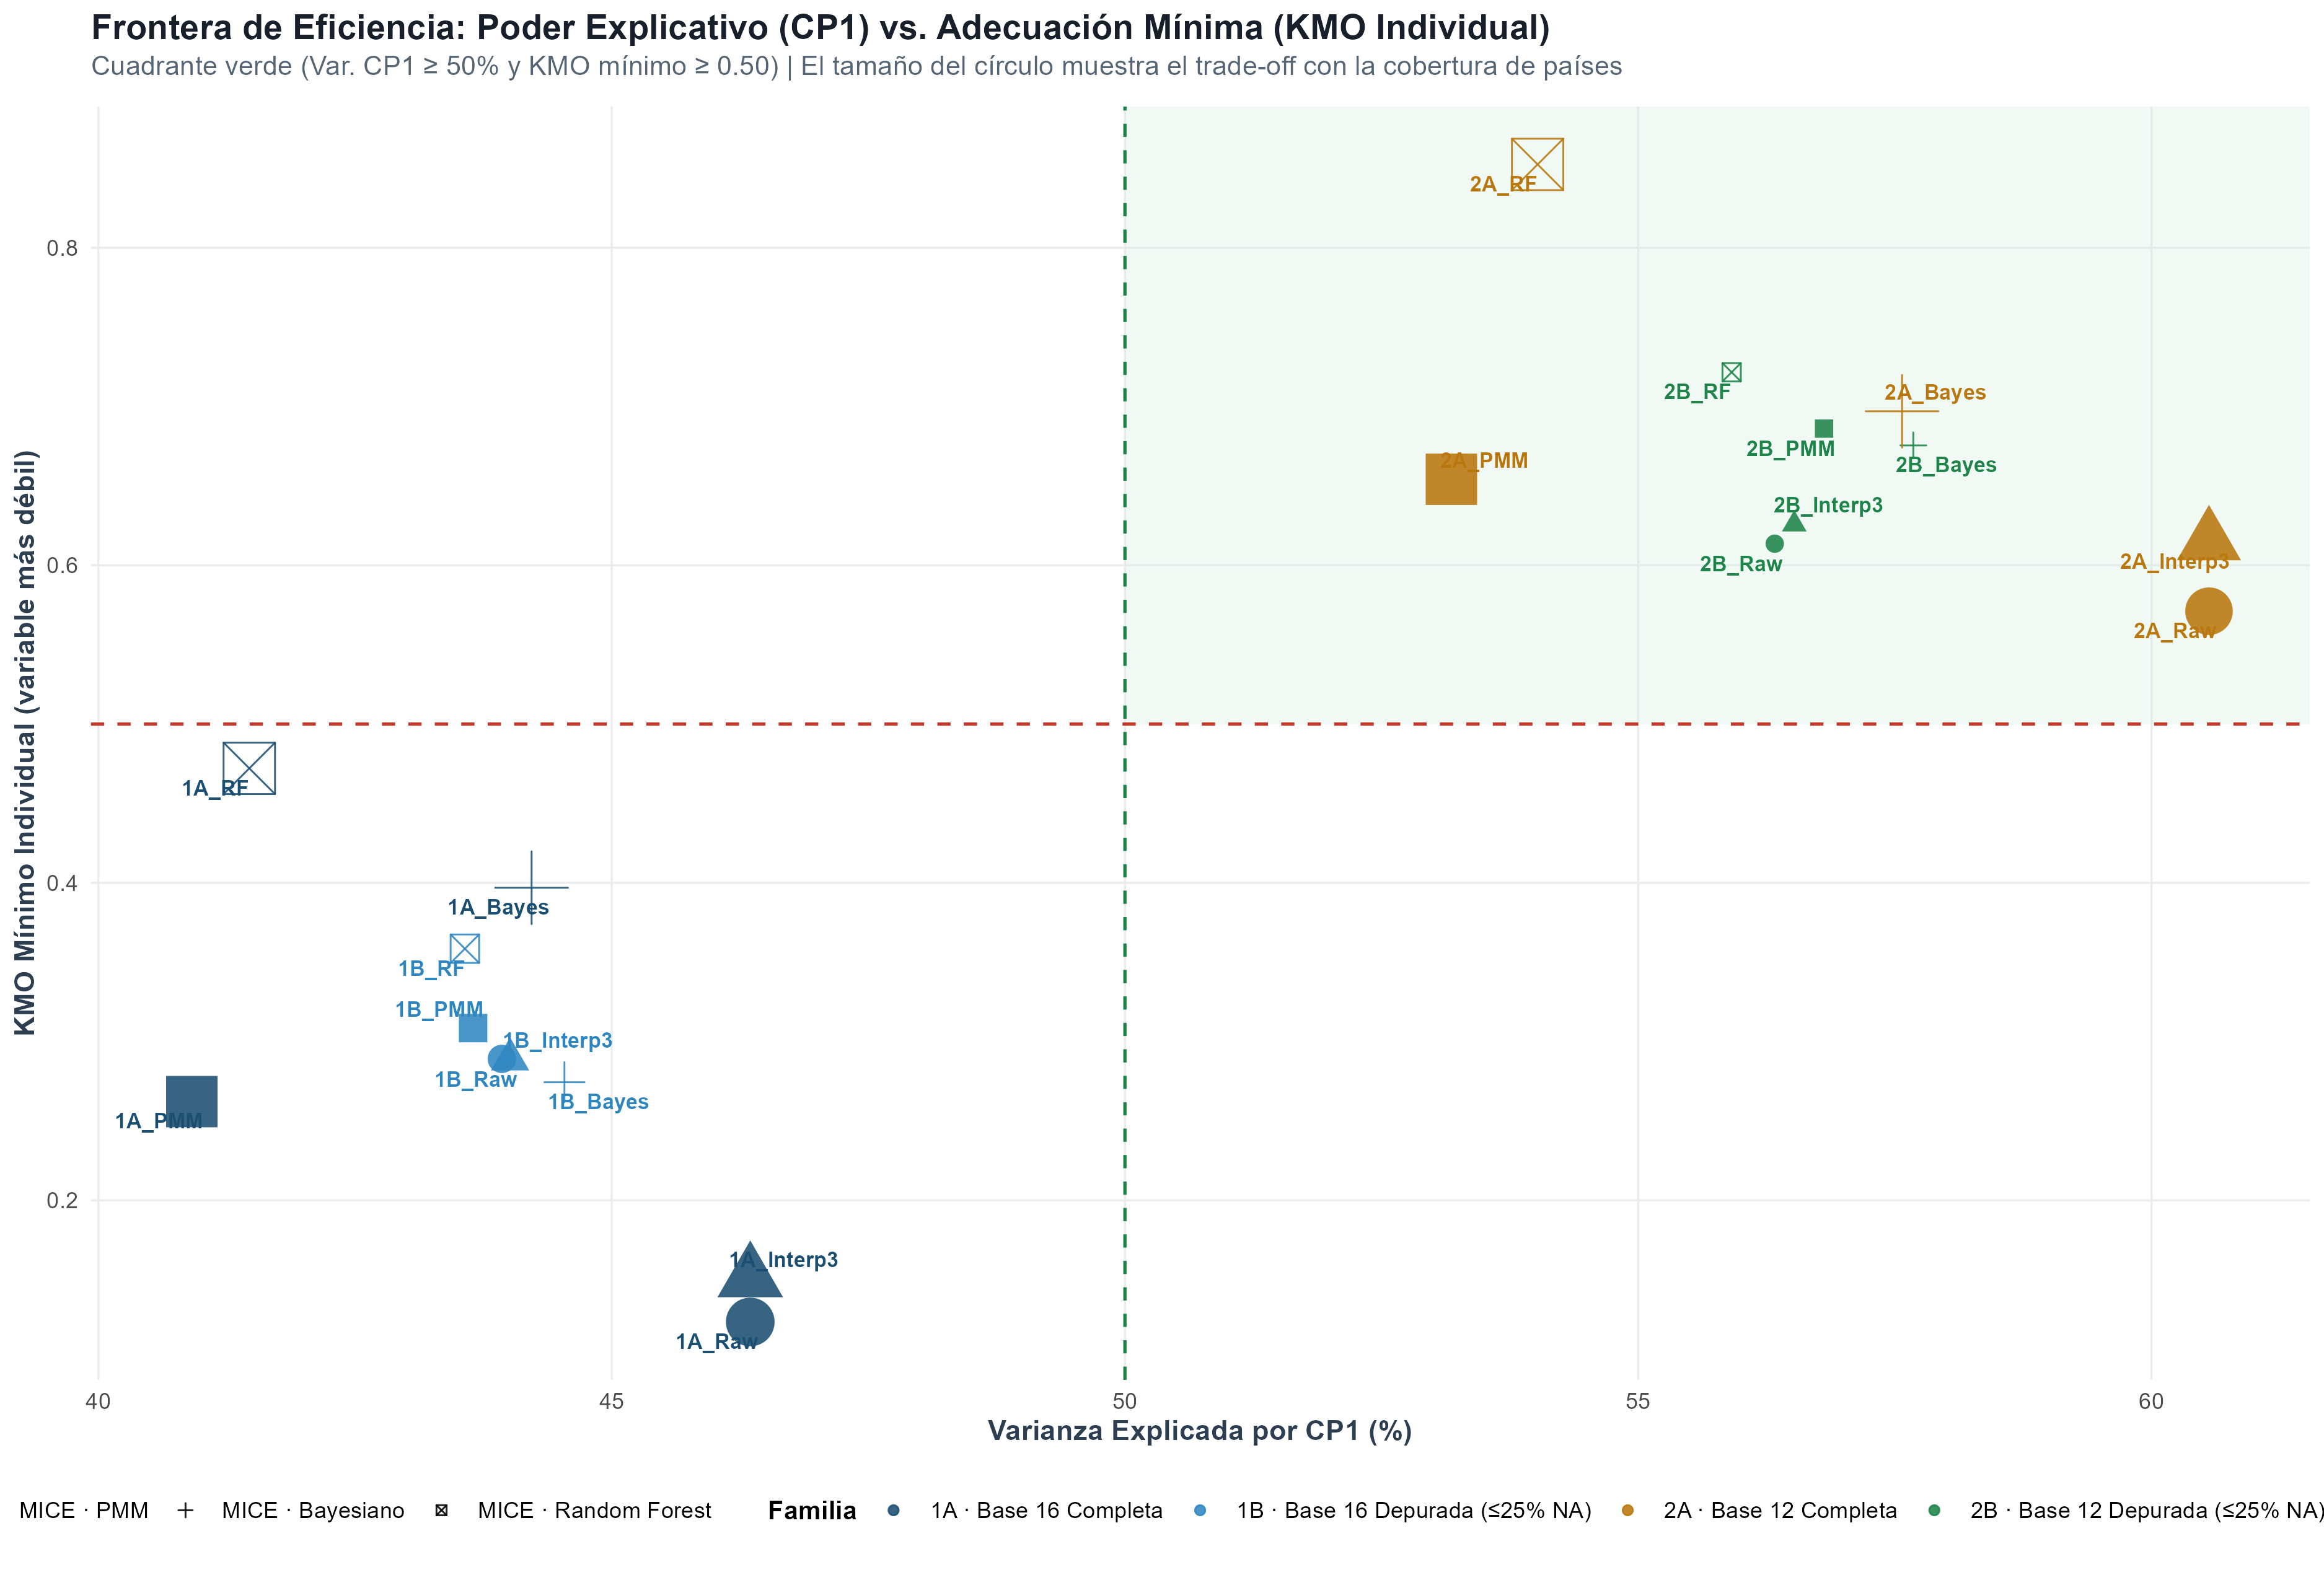 Frontera de Eficiencia: Poder Explicativo (CP1) vs. Adecuación Mínima (KMO Individual)
Cuadrante verde (Var. CP1 ≥ 50% y KMO mínimo ≥ 0.50) | El tamaño del círculo muestra el trade-off con la cobertura de países
KMO Mínimo Individual (variable más débil)
2A_RF
0.8
2B_RF
2A_Bayes
2B_PMM
2A_PMM
2B_Bayes
2B_Interp3
2B_Raw
0.6
2A_Interp3
2A_Raw
1A_RF
0.4
1A_Bayes
1B_RF
1B_PMM
1B_Interp3
1B_Raw
1B_Bayes
1A_PMM
0.2
1A_Interp3
1A_Raw
40 45 50 55 60
Varianza Explicada por CP1 (%)
MICE · PMM MICE · Bayesiano MICE · Random Forest Familia 1A · Base 16 Completa 1B · Base 16 Depurada (≤25% NA) 2A · Base 12 Completa 2B · Base 12 Depurada (≤25% NA)